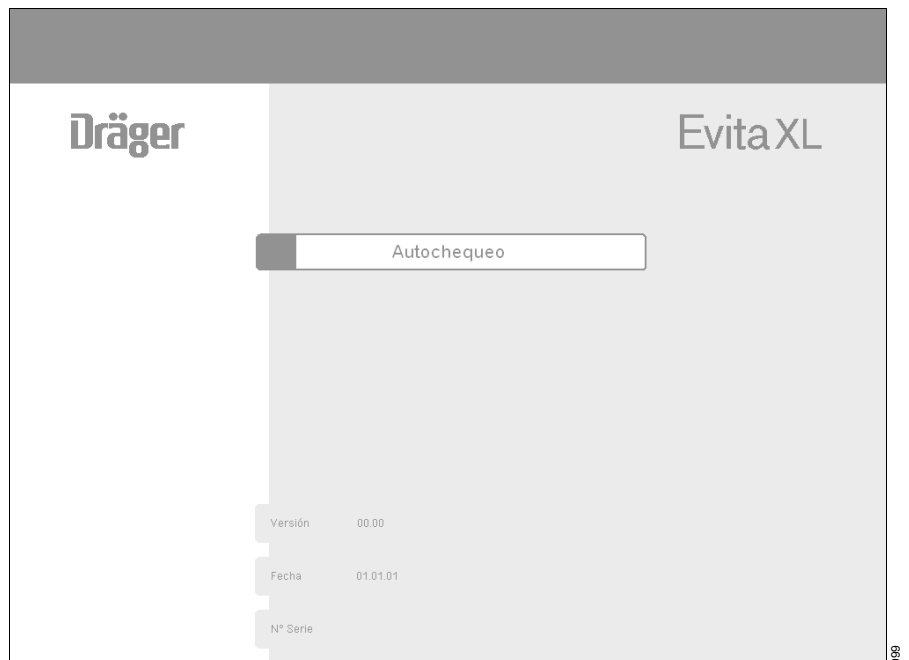 Dräger
Evita XL
Autochequeo
Versión 00.00
Fecha 01.01.01
N° Serie